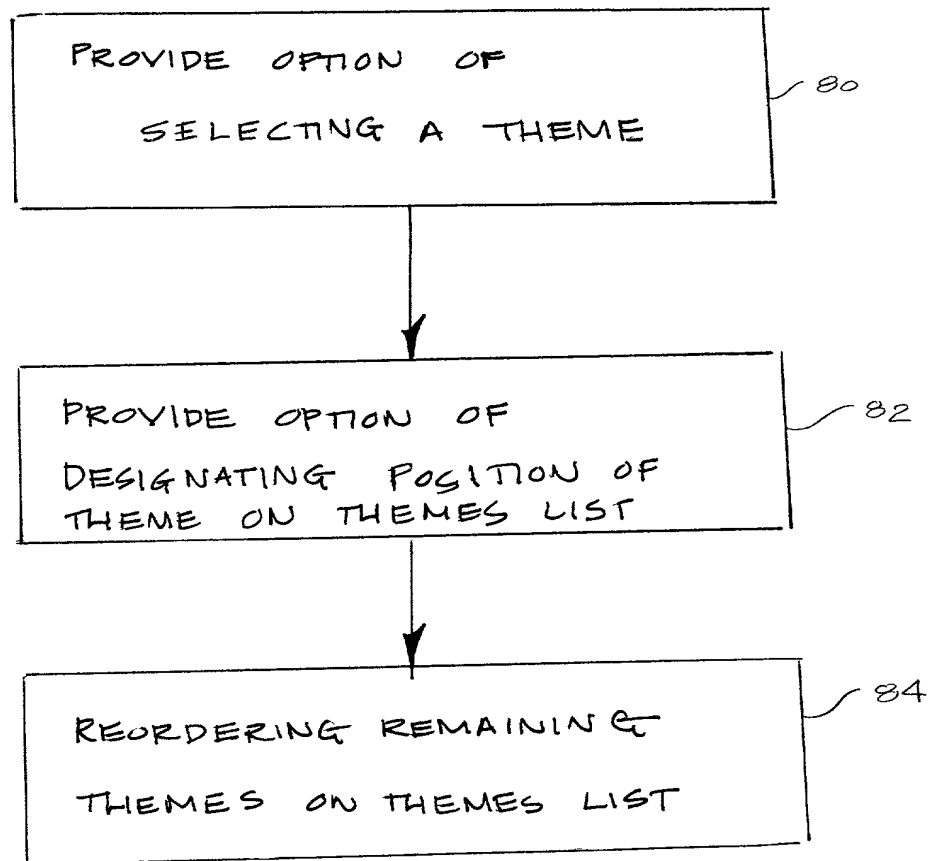 PROVIDE OPTION OF
SELECTING A THEME
80
PROVIDE OPTION OF
DESIGNATING POSITION OF
THEME ON THEMES LIST
82
REORDERING REMAINING
THEMES ON THEMES LIST
84